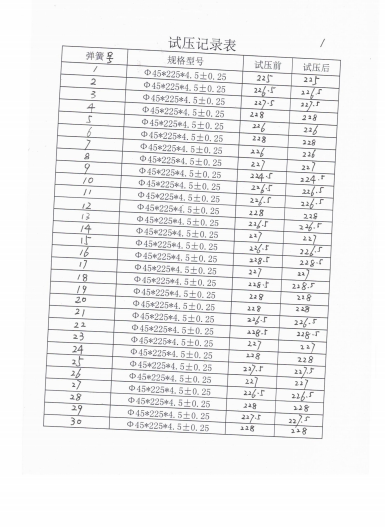 试压记录表
1
弹簧号 规格型号 试压前 试压后
1 Φ45*225*4.5±0.25 225 225
2 Φ45*225*4.5±0.25 226.5 226.5
3 Φ45*225*4.5±0.25 227.5 227.5
4 Φ45*225*4.5±0.25 228 228
5 Φ45*225*4.5±0.25 226 226
6 Φ45*225*4.5±0.25 228 228
7 Φ45*225*4.5±0.25 226 226
8 Φ45*225*4.5±0.25 227 227
9 Φ45*225*4.5±0.25 224.5 224.5
10 Φ45*225*4.5±0.25 226.5 226.5
11 Φ45*225*4.5±0.25 226.5 226.5
12 Φ45*225*4.5±0.25 228 228
13 Φ45*225*4.5±0.25 226.5 226.5
14 Φ45*225*4.5±0.25 227 227
15 Φ45*225*4.5±0.25 226.5 226.5
16 Φ45*225*4.5±0.25 228.5 228.5
17 Φ45*225*4.5±0.25 227 227
18 Φ45*225*4.5±0.25 228.5 228.5
19 Φ45*225*4.5±0.25 228 228
20 Φ45*225*4.5±0.25 228 228
21 Φ45*225*4.5±0.25 226.5 226.5
22 Φ45*225*4.5±0.25 228.5 228.5
23 Φ45*225*4.5±0.25 227 227
24 Φ45*225*4.5±0.25 228 228
25 Φ45*225*4.5±0.25 227.5 227.5
26 Φ45*225*4.5±0.25 227 227
27 Φ45*225*4.5±0.25 226.5 226.5
28 Φ45*225*4.5±0.25 228 228
29 Φ45*225*4.5±0.25 227.5 227.5
30 Φ45*225*4.5±0.25 228 228